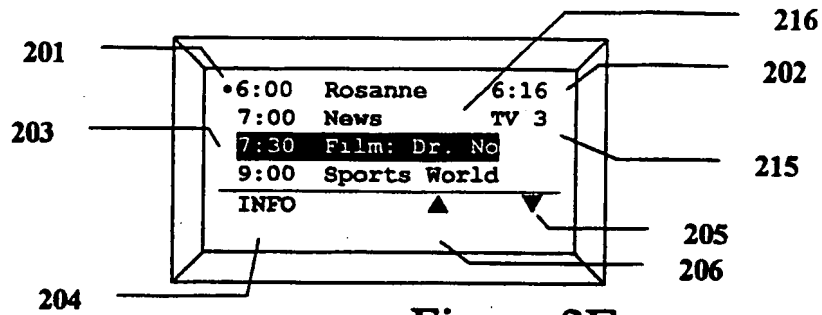 216
201
•6:00 Rosanne 6:16
202
7:00 News TV 3
203
7:30 Film: Dr. No
215
9:00 Sports World
INFO ▲ ▼
205
206
204